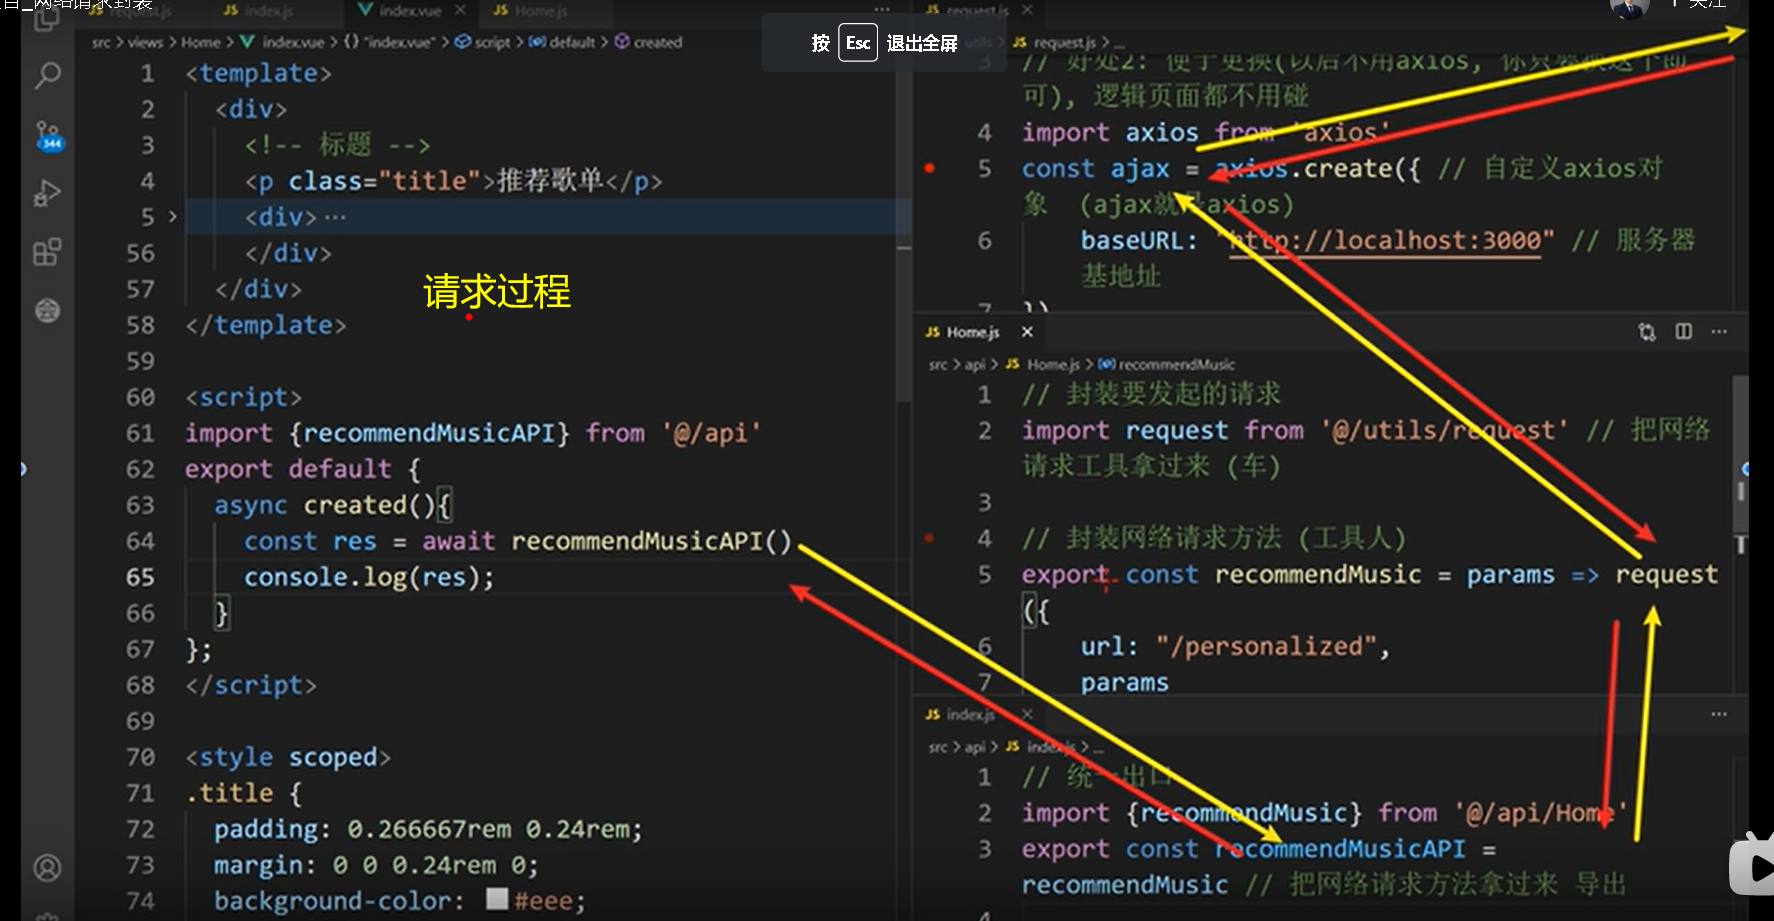 网络请求封装
关注
request.js
JS index.js
index.vue
JS Home.js
src > views > Home > index.vue > {} "index.vue" > script > default > created
按 Esc 退出全屏
1 <template>
2 <div>
3 <!-- 标题 -->
4 <p class="title">推荐歌单</p>
5 > <div>…
56 </div>
57 </div>
58 </template>
59
60 <script>
61 import {recommendMusicAPI} from '@/api'
62 export default {
63 async created(){
64 const res = await recommendMusicAPI()
65 console.log(res);
66 }
67 };
68 </script>
69
70 <style scoped>
71 .title {
72 padding: 0.266667rem 0.24rem;
73 margin: 0 0 0.24rem 0;
74 background-color: #eee;
请求过程
344
JS request.js
JS request.js > ...
// 好处2: 便于更换(以后不用axios, 你只
可), 逻辑页面都不用碰
4 import axios from 'axios'
5 const ajax = axios.create({ // 自定义axios对
象 (ajax就是axios)
6 baseURL: "http://localhost:3000" // 服务器
基地址
7 })
JS Home.js
src > api > JS Home.js > recommendMusic
1 // 封装要发起的请求
2 import request from '@/utils/request' // 把网络
请求工具拿过来 (车)
3
4 // 封装网络请求方法 (工具人)
5 export const recommendMusic = params => request
({
6 url: "/personalized",
7 params
JS index.js
src > api > JS index.js > ...
1 // 统一出口
2 import {recommendMusic} from '@/api/Home'
3 export const recommendMusicAPI =
recommendMusic // 把网络请求方法拿过来 导出
4